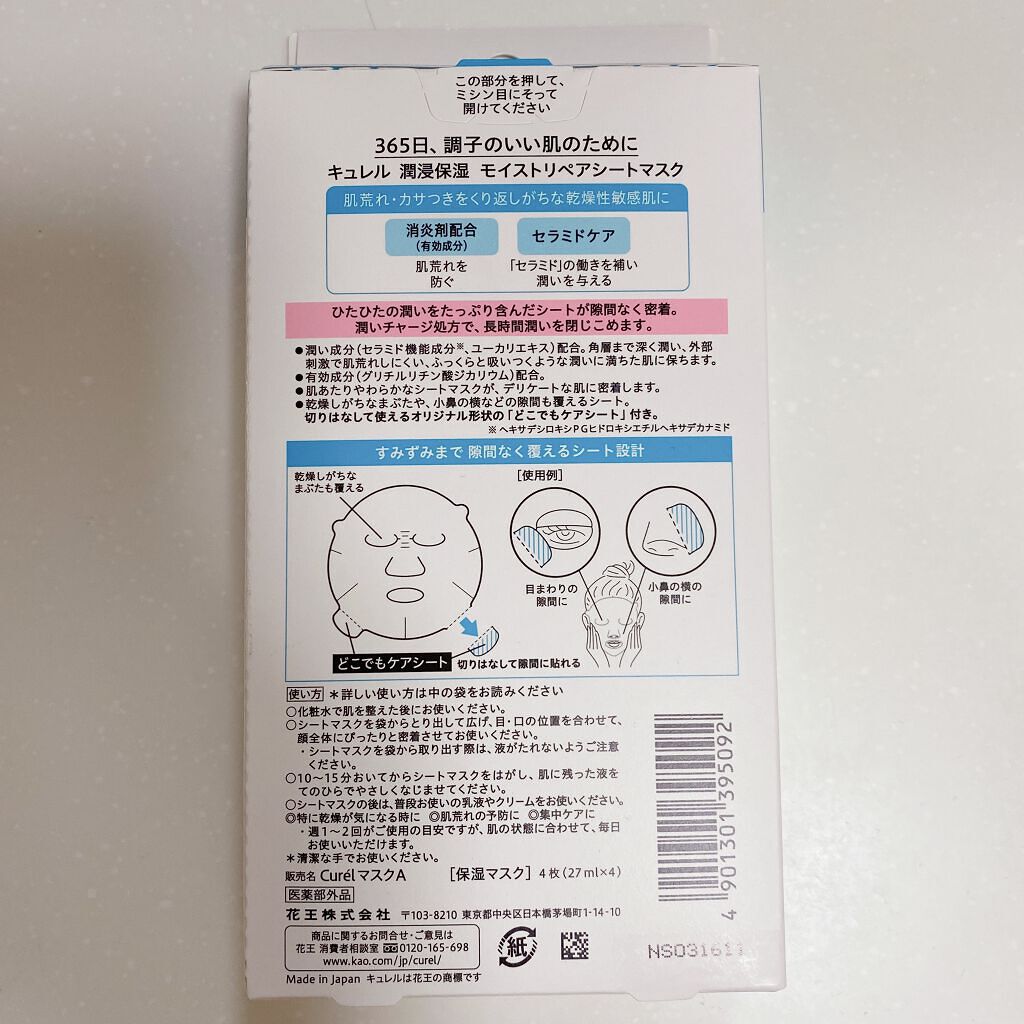 この部分を押して、
ミシン目にそって
開けてください
365日、調子のいい肌のために
キュレル 潤浸保湿 モイストリペアシートマスク
肌荒れ・カサつきをくり返しがちな乾燥性敏感肌に
消炎剤配合
(有効成分)
肌荒れを
防ぐ
セラミドケア
「セラミド」の働きを補い
潤いを与える
ひたひたの潤いをたっぷり含んだシートが隙間なく密着。
潤いチャージ処方で、長時間潤いを閉じこめます。
●潤い成分(セラミド機能成分※、ユーカリエキス)配合。角層まで深く潤い、外部
刺激で肌荒れしにくい、ふっくらと吸いつくような潤いに満ちた肌に保ちます。
●有効成分(グリチルリチン酸ジカリウム)配合。
●肌あたりやわらかなシートマスクが、デリケートな肌に密着します。
●乾燥しがちなまぶたや、小鼻の横などの隙間も覆えるシート。
切りはなして使えるオリジナル形状の「どこでもケアシート」付き。
※ ヘキサデシロキシPGヒドロキシエチルヘキサデカナミド
すみずみまで 隙間なく覆えるシート設計
乾燥しがちな
まぶたも覆える
[使用例]
目まわりの
隙間に
小鼻の横の
隙間に
どこでもケアシート 切りはなして隙間に貼れる
使い方 *詳しい使い方は中の袋をお読みください
○化粧水で肌を整えた後にお使いください。
○シートマスクを袋からとり出して広げ、目・口の位置を合わせて、
顔全体にぴったりと密着させてお使いください。
・シートマスクを袋から取り出す際は、液がたれないようご注意
ください。
○10〜15分おいてからシートマスクをはがし、肌に残った液を
てのひらでやさしくなじませてください。
○シートマスクの後は、普段お使いの乳液やクリームをお使いください。
◎特に乾燥が気になる時に ◎肌荒れの予防に ◎集中ケアに
・週1〜2回がご使用の目安ですが、肌の状態に合わせて、毎日
お使いいただけます。
*清潔な手でお使いください。
販売名 Curél マスクA [保湿マスク] 4枚(27ml×4)
医薬部外品
花王株式会社 〒103-8210 東京都中央区日本橋茅場町1-14-10
商品に関するお問合せ・ご意見は
花王 消費者相談室 0120-165-698
www.kao.com/jp/curel/
Made in Japan キュレルは花王の商標です
紙
4 901301 395092
NS031611